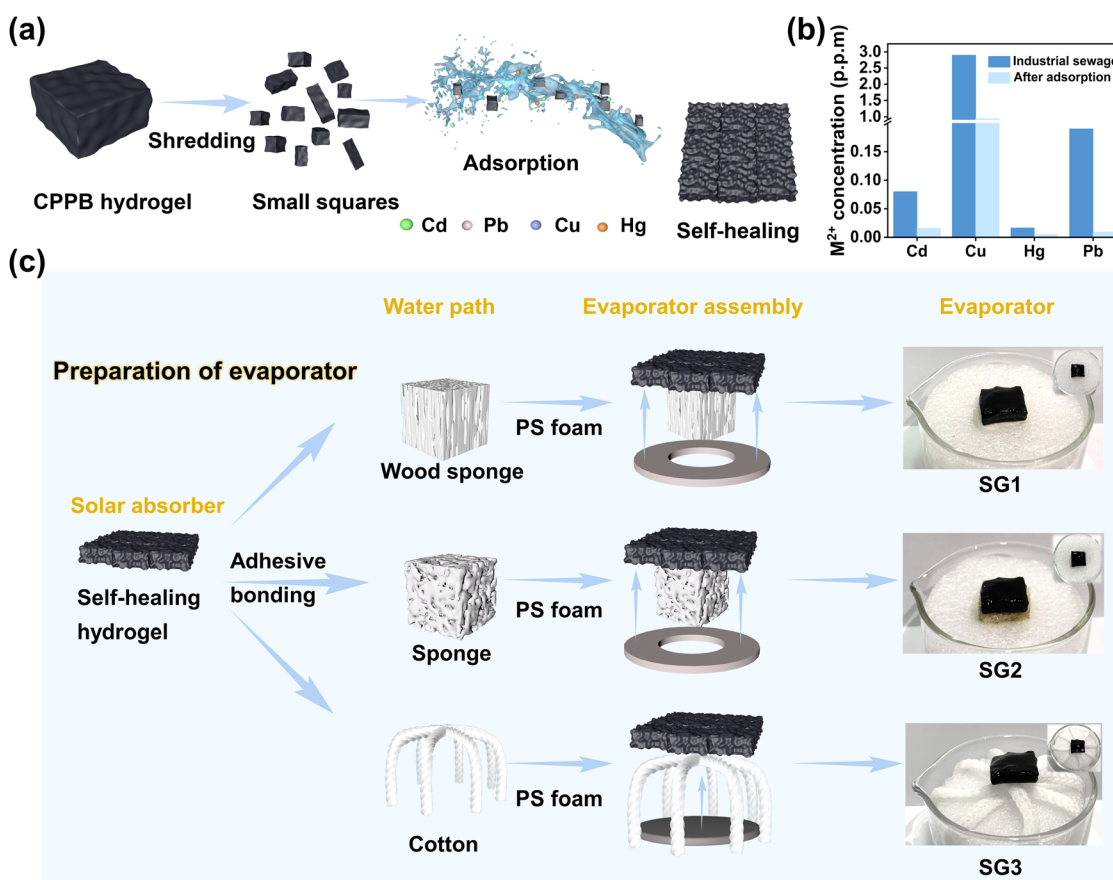 (a)
Shredding
CPPB hydrogel
Small squares
Adsorption
Cd
Pb
Cu
Hg
Self-healing
(b)
M²⁺ concentration (p.p.m)
3.0
2.5
2.0
1.5
1.0
0.10
0.05
0.00
Industrial sewage
After adsorption
Cd
Cu
Hg
Pb
(c)
Water path
Evaporator assembly
Evaporator
Preparation of evaporator
PS foam
Wood sponge
SG1
Solar absorber
Adhesive
bonding
Self-healing
hydrogel
PS foam
Sponge
SG2
PS foam
Cotton
SG3